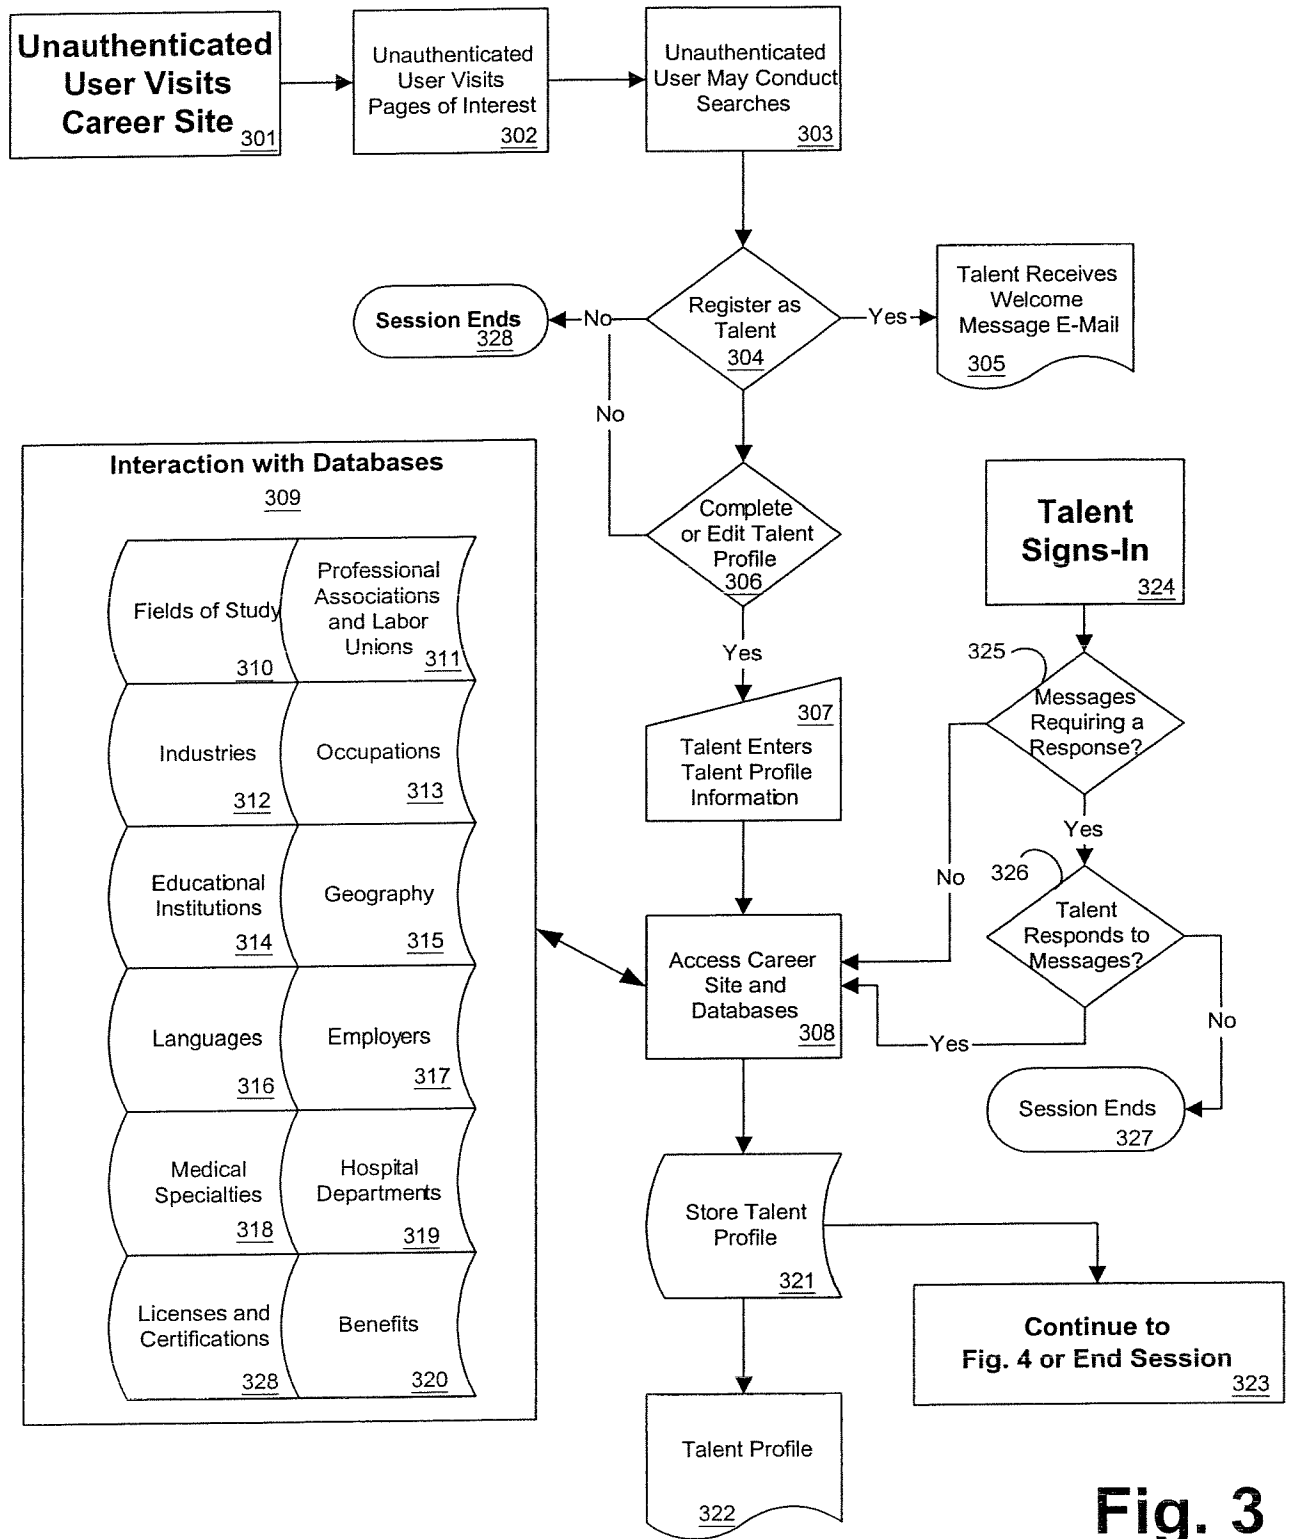 Unauthenticated
User Visits
Career Site
301
Unauthenticated
User Visits
Pages of Interest
302
Unauthenticated
User May Conduct
Searches
303
Register as
Talent
304
No
Session Ends
328
Yes
Talent Receives
Welcome
Message E-Mail
305
No
Complete
or Edit Talent
Profile
306
Yes
307
Talent Enters
Talent Profile
Information
Interaction with Databases
309
Fields of Study
310
Professional
Associations
and Labor
Unions
311
Industries
312
Occupations
313
Educational
Institutions
314
Geography
315
Languages
316
Employers
317
Medical
Specialties
318
Hospital
Departments
319
Licenses and
Certifications
328
Benefits
320
Access Career
Site and
Databases
308
Talent
Signs-In
324
325
Messages
Requiring a
Response?
Yes
No
326
Talent
Responds to
Messages?
Yes
No
Session Ends
327
Store Talent
Profile
321
Continue to
Fig. 4 or End Session
323
Talent Profile
322
Fig. 3